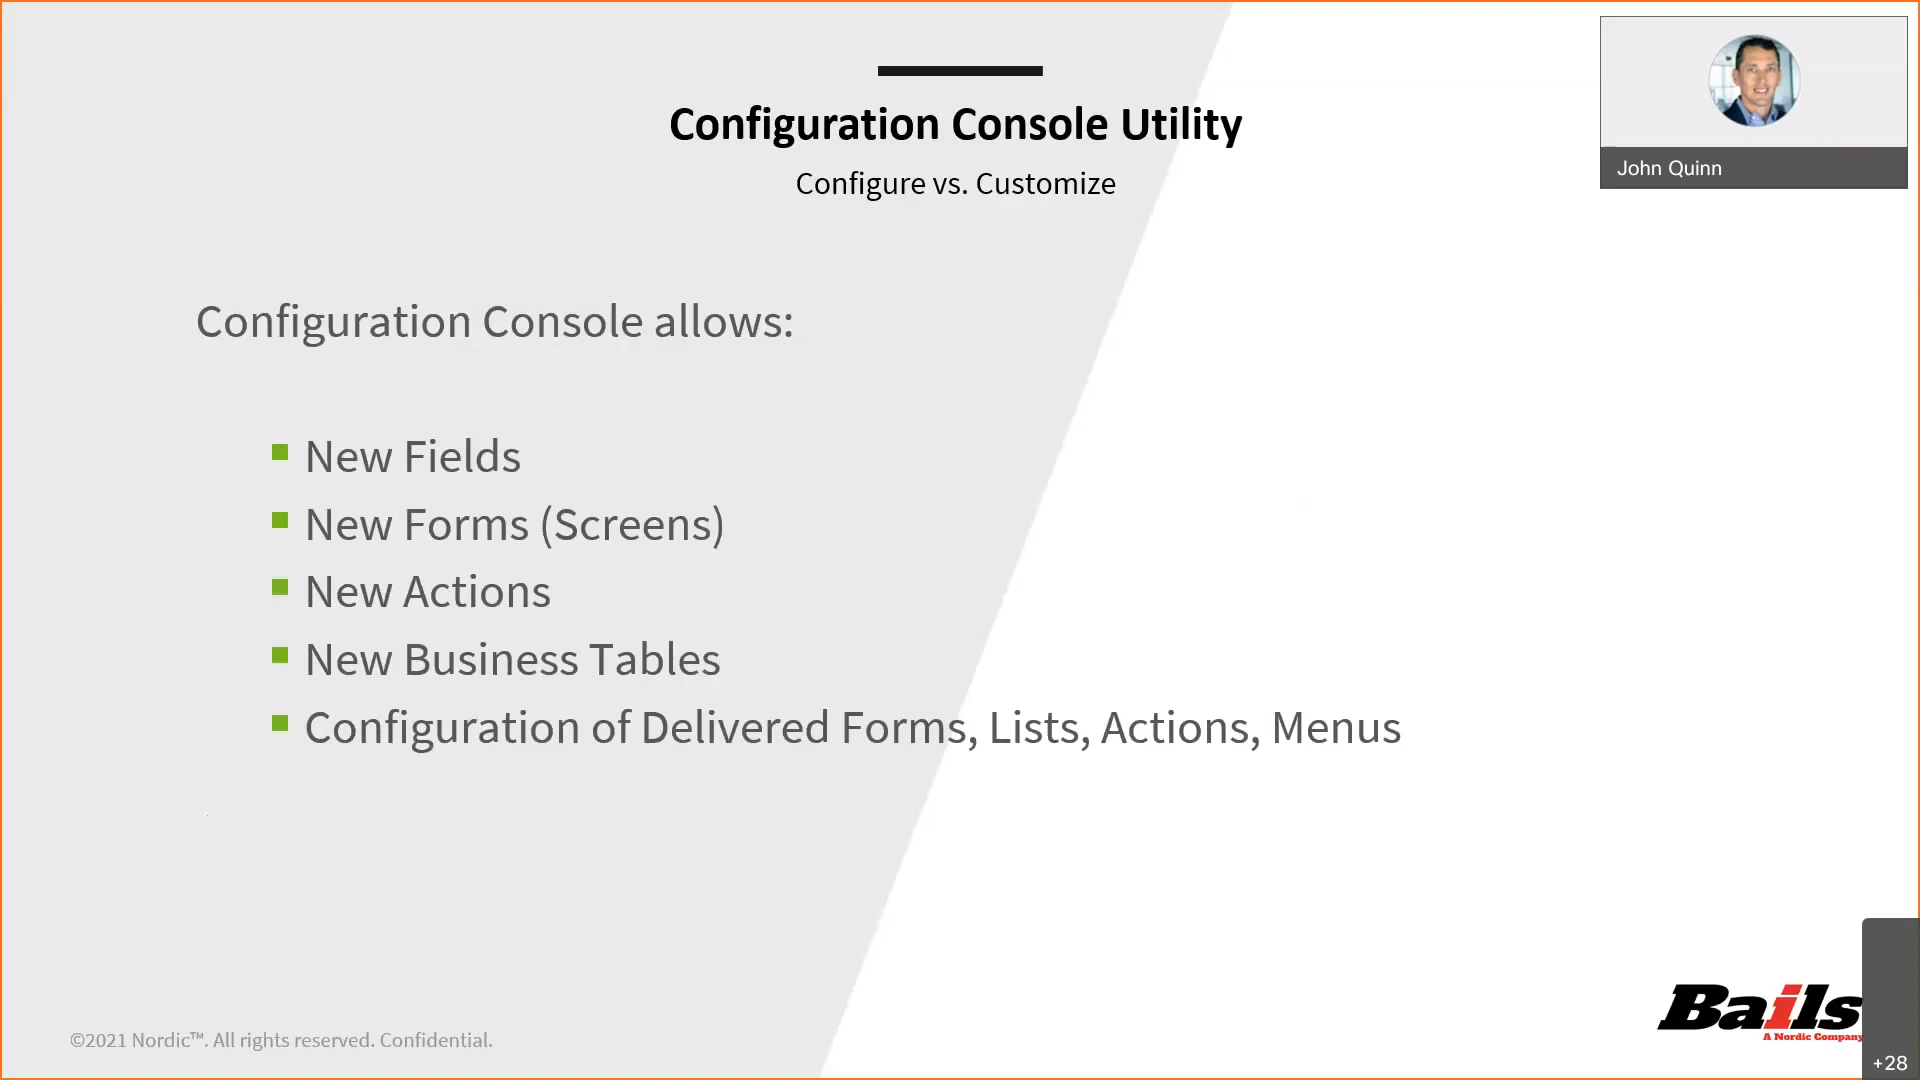 Configuration Console Utility
Configure vs. Customize
John Quinn
Configuration Console allows:
New Fields
New Forms (Screens)
New Actions
New Business Tables
Configuration of Delivered Forms, Lists, Actions, Menus
©2021 Nordic™. All rights reserved. Confidential.
Bails
A Nordic Company
+28